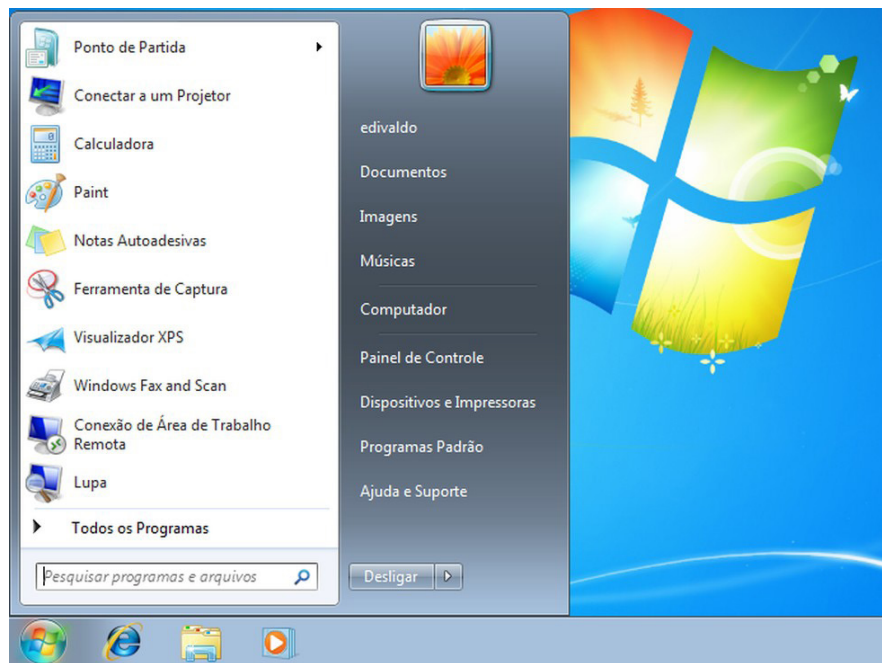 Ponto de Partida
Conectar a um Projetor
Calculadora
Paint
Notas Autoadesivas
Ferramenta de Captura
Visualizador XPS
Windows Fax and Scan
Conexão de Área de Trabalho
Remota
Lupa
Todos os Programas
Pesquisar programas e arquivos
edivaldo
Documentos
Imagens
Músicas
Computador
Painel de Controle
Dispositivos e Impressoras
Programas Padrão
Ajuda e Suporte
Desligar